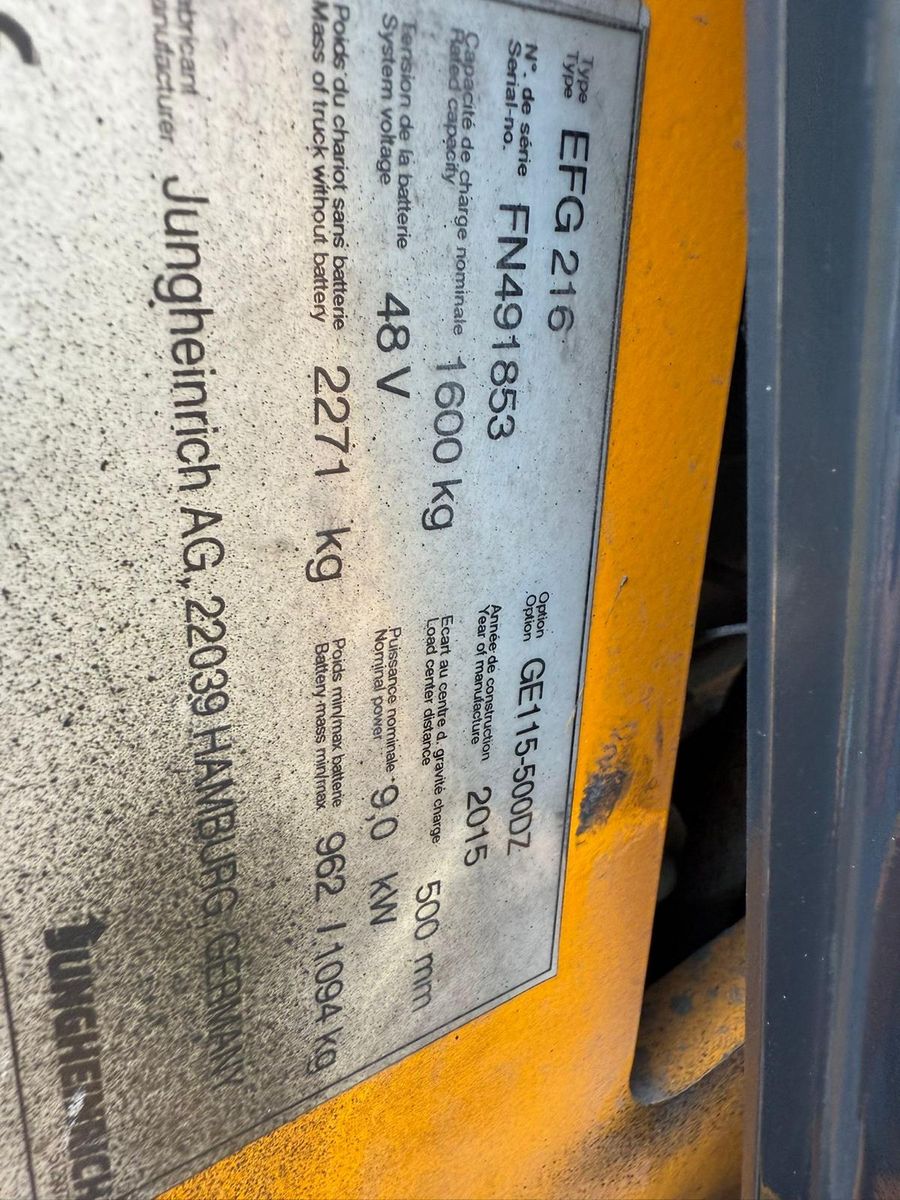 Type
Type EFG 216
Option
Option GE115-500DZ
N°. de série
Serial-no. FN491853
Année de construction
Year of manufacture 2015
Capacité de charge nominale
Rated capacity 1600 kg
Ecart au centre d. gravité charge
Load center distance 500 mm
Tension de la batterie
System voltage 48 V
Puissance nominale
Nominal power 9,0 kW
Poids du chariot sans batterie
Mass of truck without battery 2271 kg
Poids min/max batterie
Battery mass min/max 962 / 1094 kg
abricant
anufacturer Jungheinrich AG, 22039 HAMBURG, GERMANY
JUNGHEINRICH